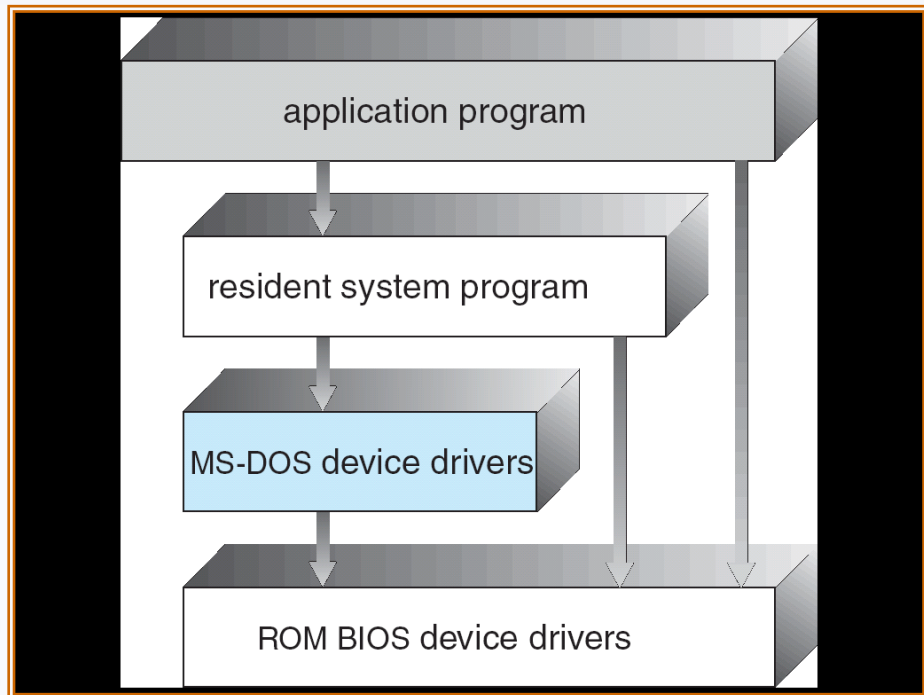 application program
resident system program
MS-DOS device drivers
ROM BIOS device drivers